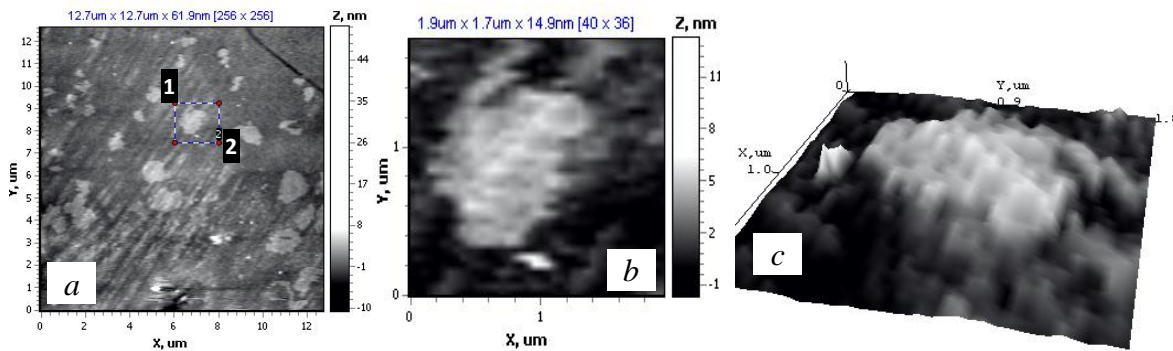 12.7um x 12.7um x 61.9nm [256 x 256]
Z, nm
44
35
26
17
8
-1
-10
12
11
10
9
8
7
6
5
4
3
2
1
0
Y, um
0 2 4 6 8 10 12
X, um
1
2
2
a
1.9um x 1.7um x 14.9nm [40 x 36]
Z, nm
11
8
5
2
-1
1
0
Y, um
0 1
X, um
b
0
Y,um
0.9
X,um
1.0
c